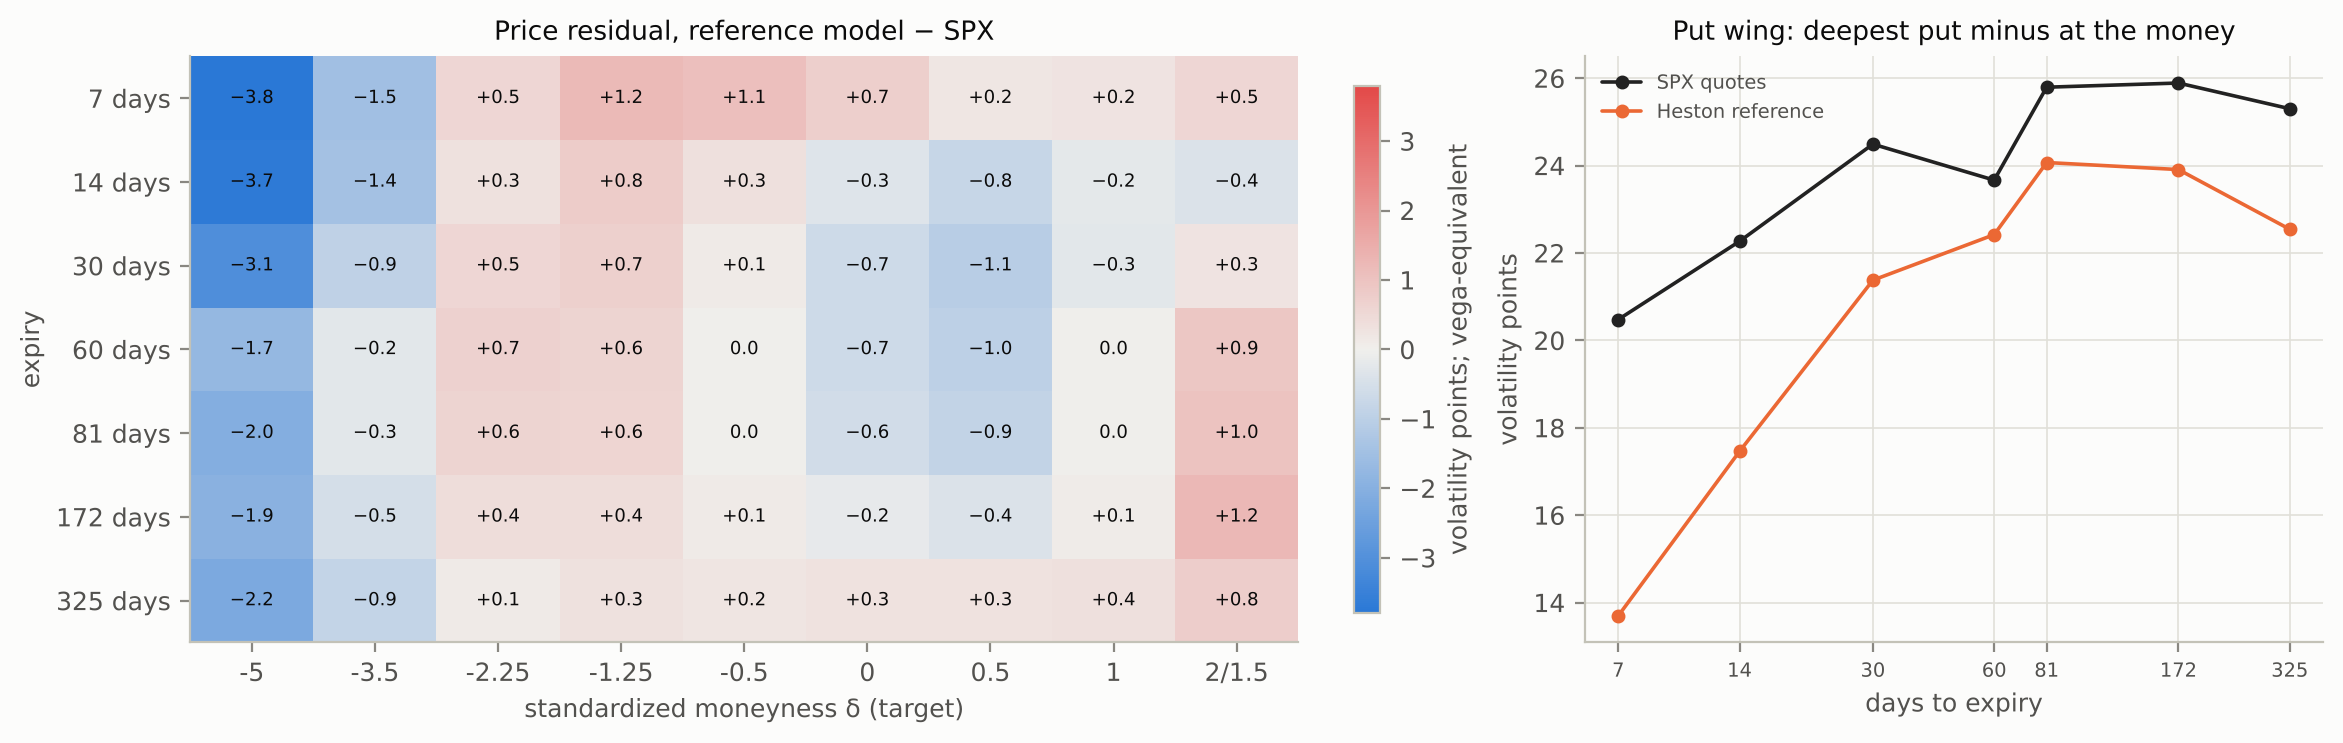 Price residual, reference model − SPX
7 days −3.8 −1.5 +0.5 +1.2 +1.1 +0.7 +0.2 +0.2 +0.5
14 days −3.7 −1.4 +0.3 +0.8 +0.3 −0.3 −0.8 −0.2 −0.4
30 days −3.1 −0.9 +0.5 +0.7 +0.1 −0.7 −1.1 −0.3 +0.3
60 days −1.7 −0.2 +0.7 +0.6 0.0 −0.7 −1.0 0.0 +0.9
81 days −2.0 −0.3 +0.6 +0.6 0.0 −0.6 −0.9 0.0 +1.0
172 days −1.9 −0.5 +0.4 +0.4 +0.1 −0.2 −0.4 +0.1 +1.2
325 days −2.2 −0.9 +0.1 +0.3 +0.2 +0.3 +0.3 +0.4 +0.8
expiry
-5 -3.5 -2.25 -1.25 -0.5 0 0.5 1 2/1.5
standardized moneyness δ (target)
3
2
1
0
−1
−2
−3
volatility points; vega-equivalent
Put wing: deepest put minus at the money
SPX quotes
Heston reference
26
24
22
20
18
16
14
volatility points
7 14 30 60 81 172 325
days to expiry